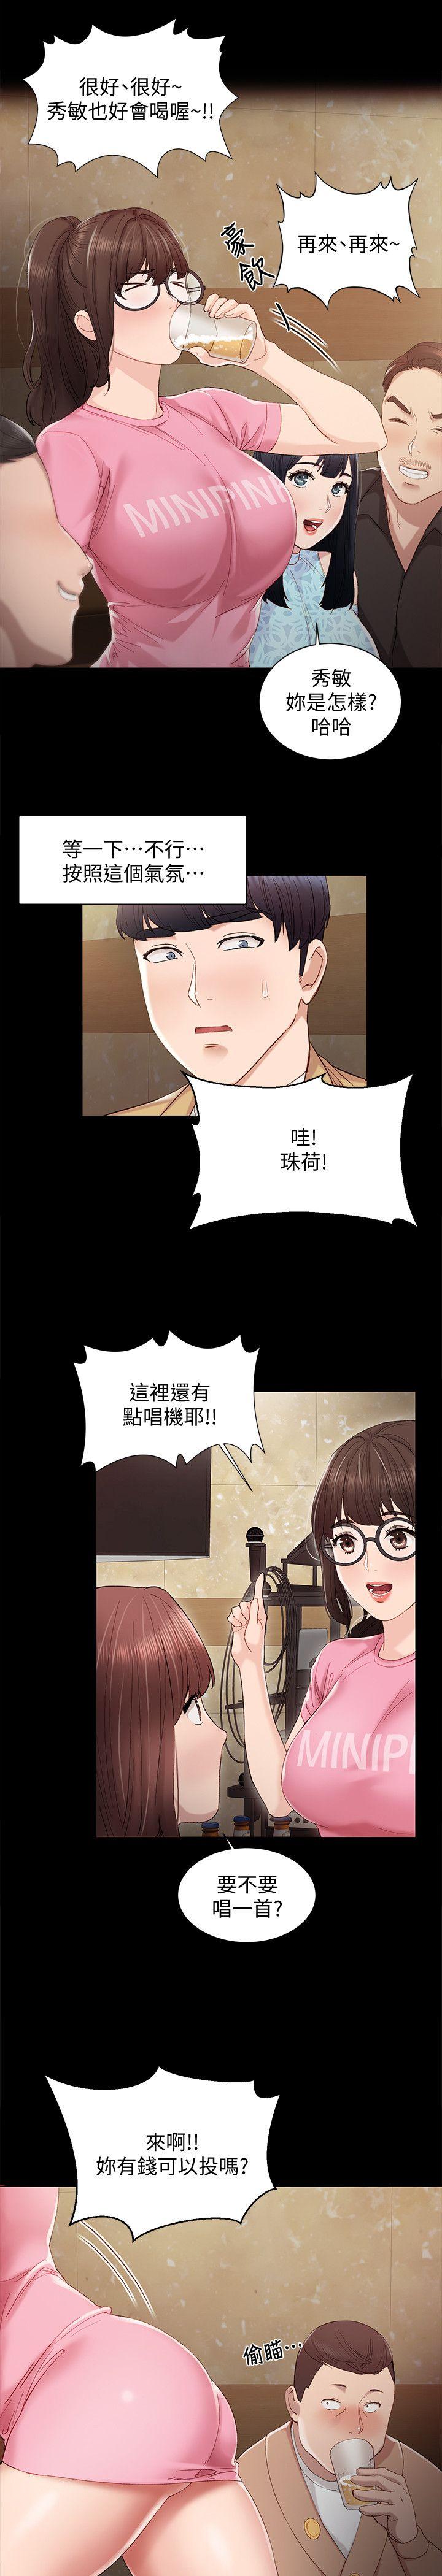 很好、很好~
秀敏也好會喝喔~!!
豪飲
再來、再來~
MINIPINI
秀敏
妳是怎樣?
哈哈
等一下⋯不行⋯
按照這個氣氛⋯
哇!
珠荷!
這裡還有
點唱機耶!!
MINIPI
要不要
唱一首?
來啊!!
妳有錢可以投嗎?
偷瞄⋯